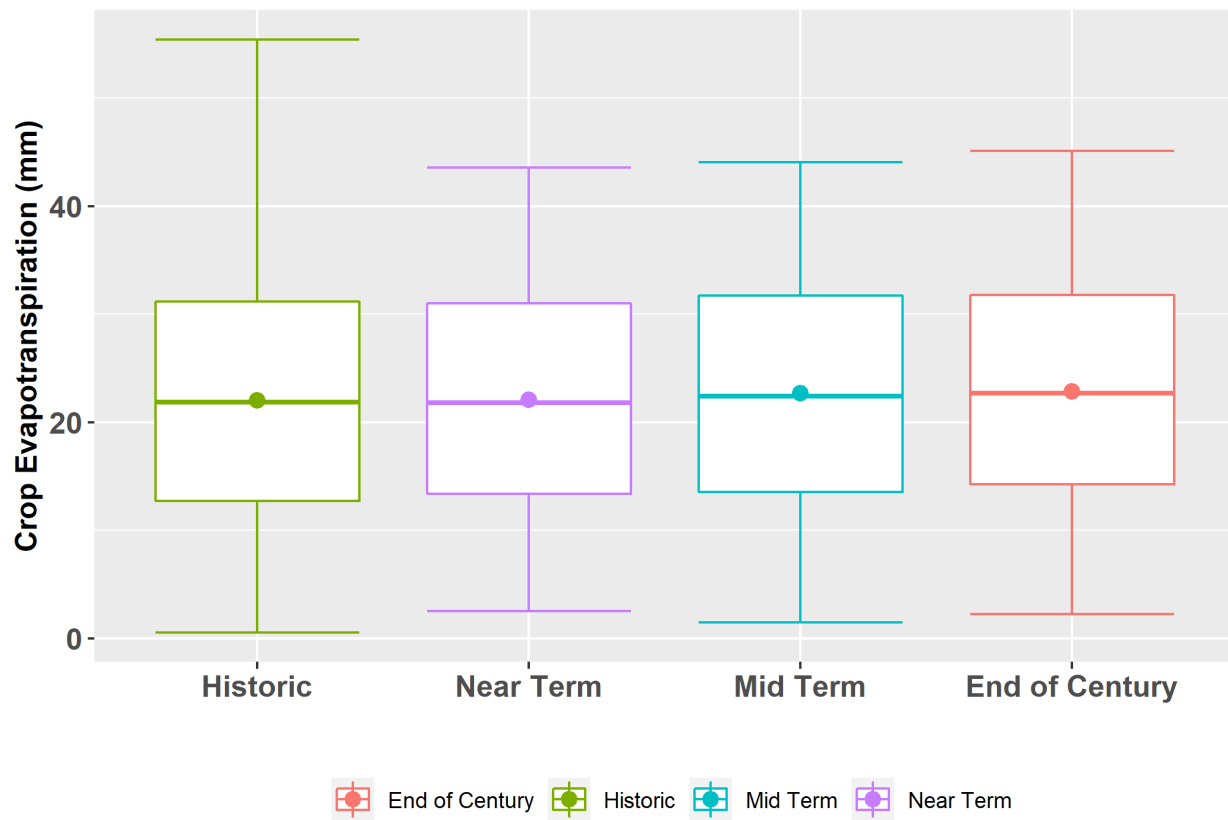 Crop Evapotranspiration (mm)
40
20
0
Historic Near Term Mid Term End of Century
End of Century Historic Mid Term Near Term